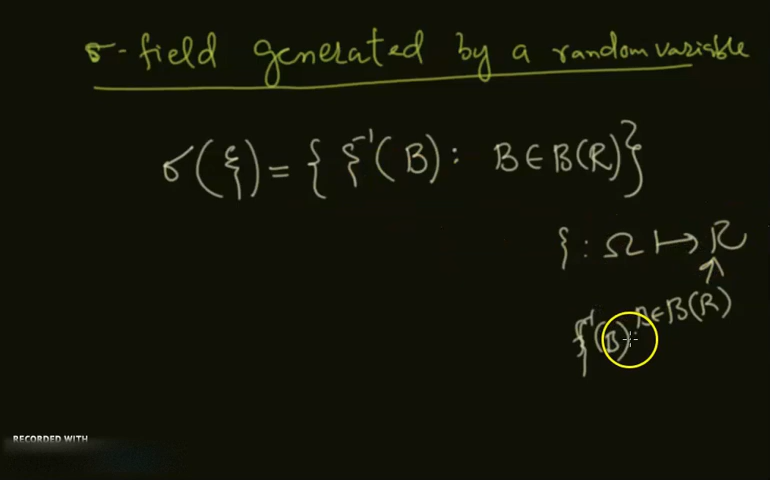 σ-field generated by a random variable
σ(ξ) = { ξ⁻¹(B) : B ∈ B(R) }
ξ : Ω ↦ R
↑
ξ⁻¹(B) : B ∈ B(R)
RECORDED WITH